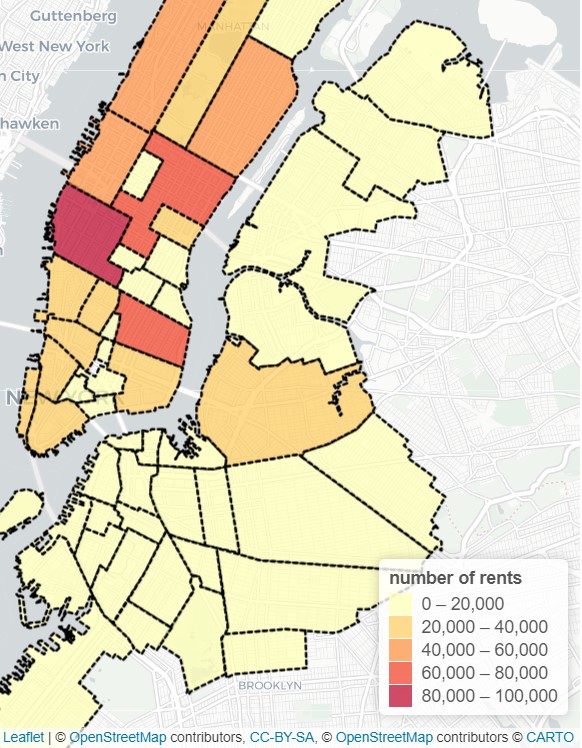 Guttenberg
West New York
n City
hawken
MANHATTAN
N
BROOKLYN
number of rents
0 – 20,000
20,000 – 40,000
40,000 – 60,000
60,000 – 80,000
80,000 – 100,000
Leaflet | © OpenStreetMap contributors, CC-BY-SA, © OpenStreetMap contributors © CARTO